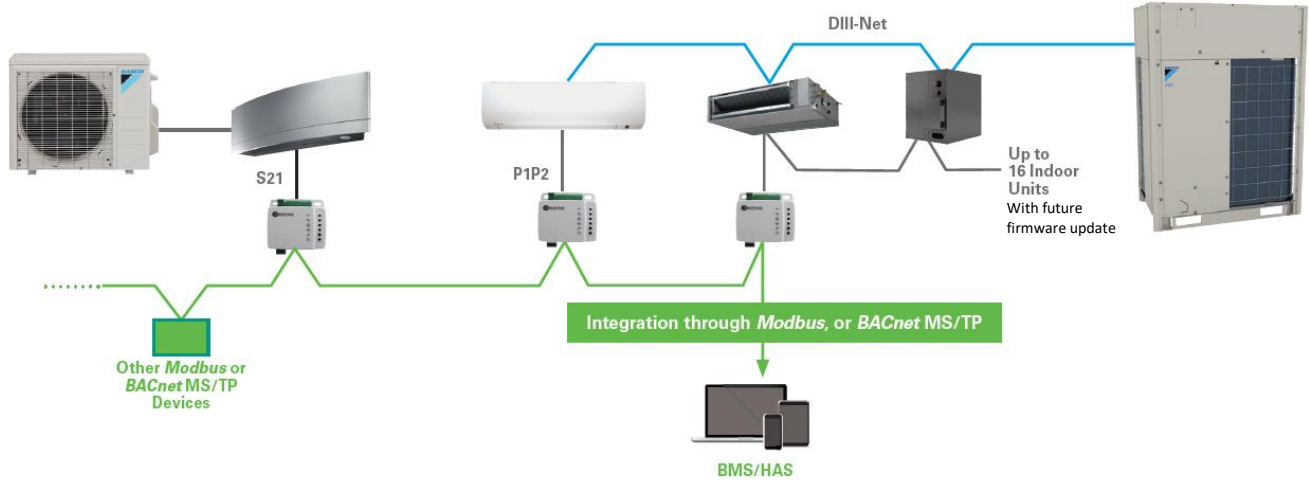 DIII-Net
DAIKIN
S21
P1P2
Up to
16 Indoor
Units
With future
firmware update
Integration through Modbus, or BACnet MS/TP
Other Modbus or
BACnet MS/TP
Devices
BMS/HAS